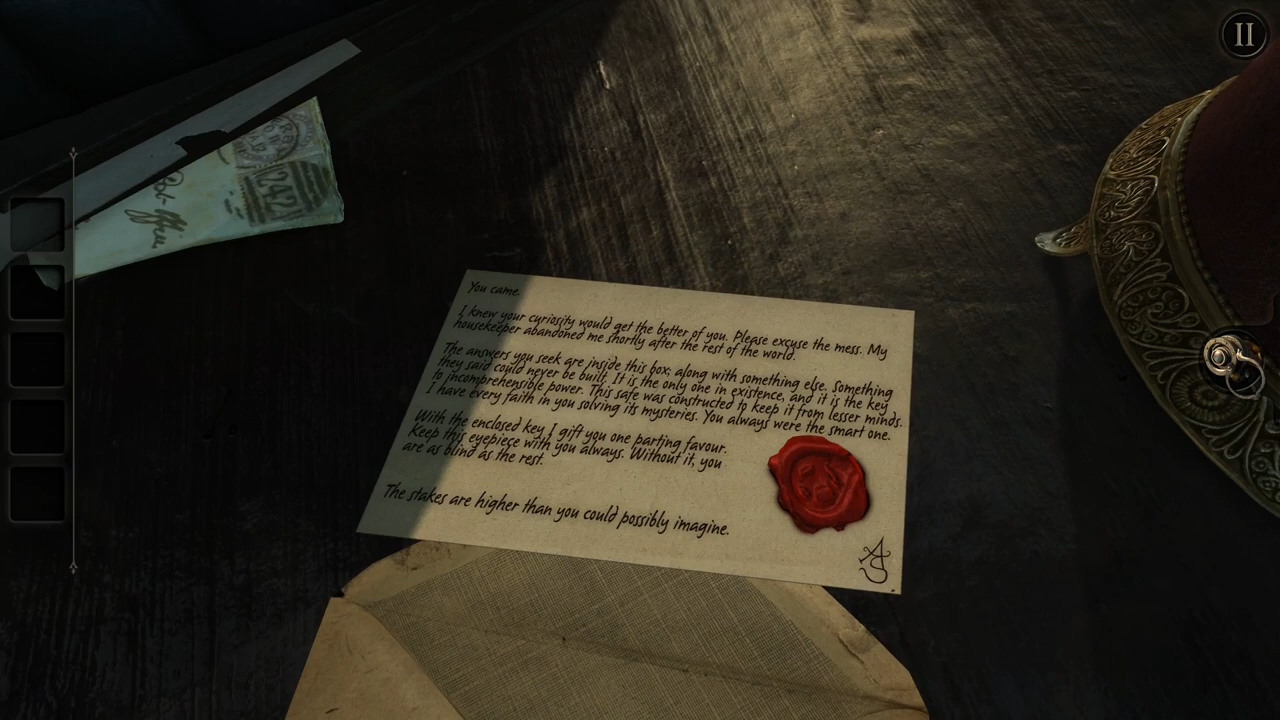 You came.
I knew your curiosity would get the better of you. Please excuse the mess. My
housekeeper abandoned me shortly after the rest of the world.
The answers you seek are inside this box; along with something else. Something
they said could never be built. It is the only one in existence, and it is the key
to incomprehensible power. This safe was constructed to keep it from lesser minds.
I have every faith in you solving its mysteries. You always were the smart one.
With the enclosed key I gift you one parting favour.
Keep this eyepiece with you always. Without it, you
are as blind as the rest.
The stakes are higher than you could possibly imagine.
AS
242